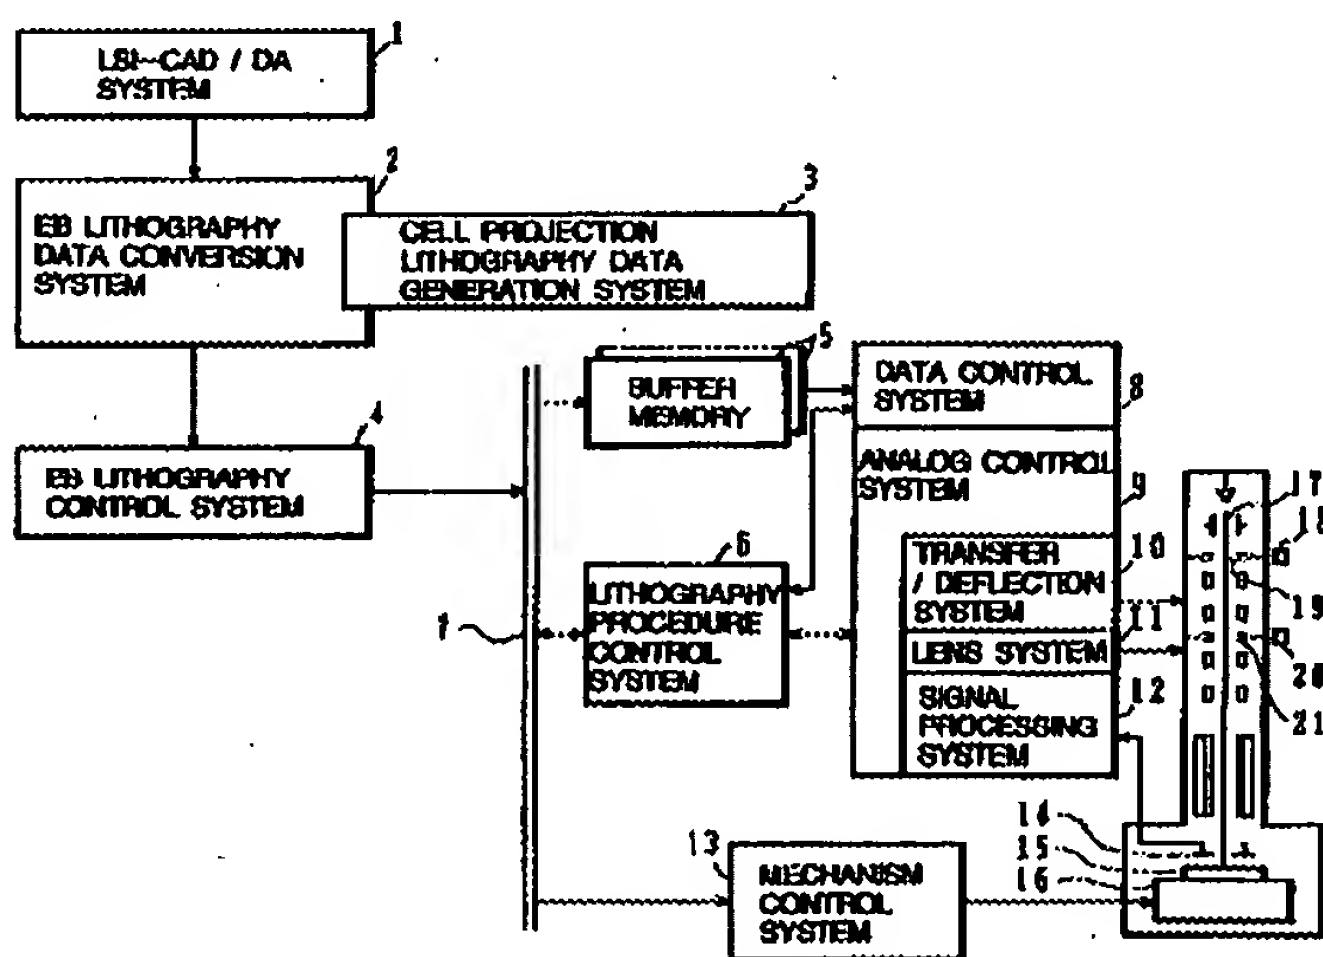 1
LSI-CAD / DA
SYSTEM
2
3
EB LITHOGRAPHY
DATA CONVERSION
SYSTEM
CELL PROJECTION
LITHOGRAPHY DATA
GENERATION SYSTEM
4
EB LITHOGRAPHY
CONTROL SYSTEM
5
BUFFER
MEMORY
6
LITHOGRAPHY
PROCEDURE
CONTROL
SYSTEM
7
DATA CONTROL
SYSTEM
8
ANALOG CONTROL
SYSTEM
9
TRANSFER
/ DEFLECTION
SYSTEM
10
LENS SYSTEM
11
SIGNAL
PROCESSING
SYSTEM
12
13
MECHANISM
CONTROL
SYSTEM
14
15
16
17
18
19
20
21